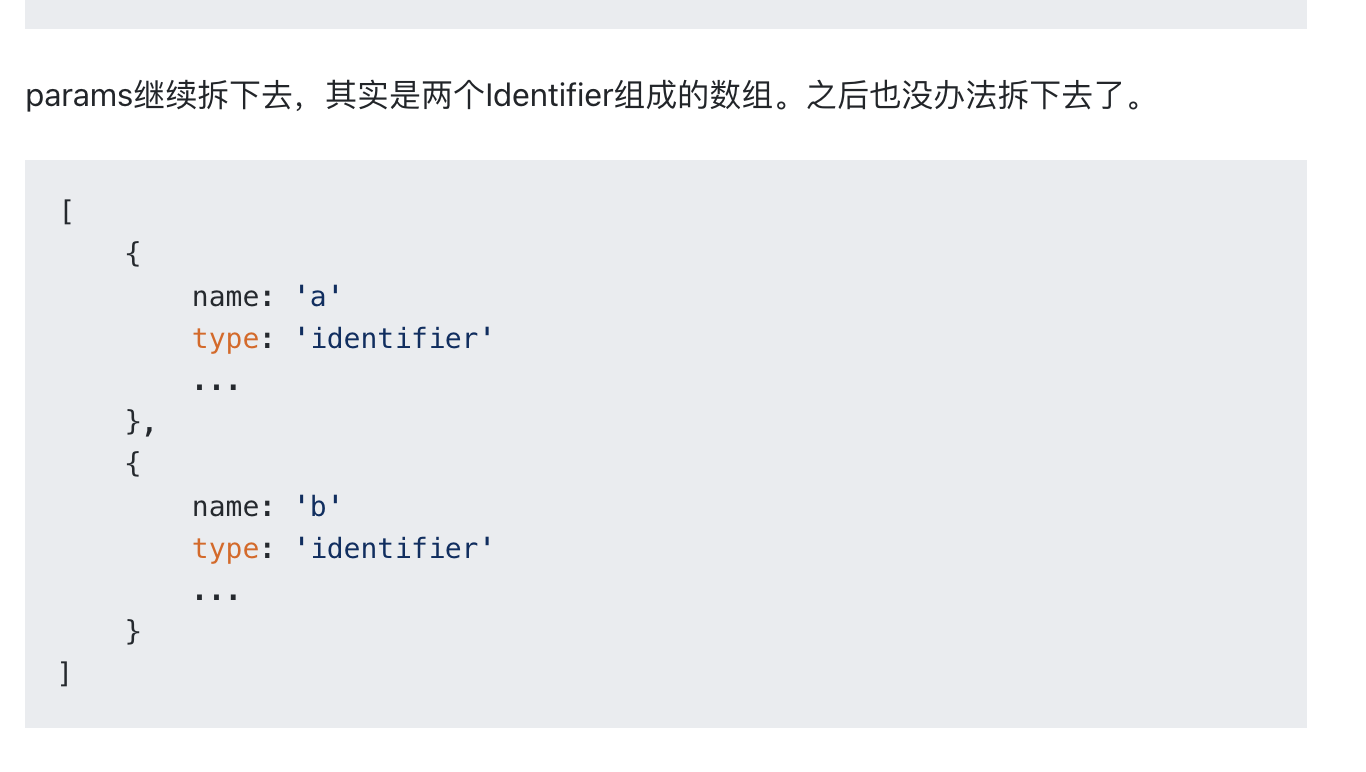 params继续拆下去，其实是两个Identifier组成的数组。之后也没办法拆下去了。
[
    {
        name: 'a'
        type: 'identifier'
        ...
    },
    {
        name: 'b'
        type: 'identifier'
        ...
    }
]